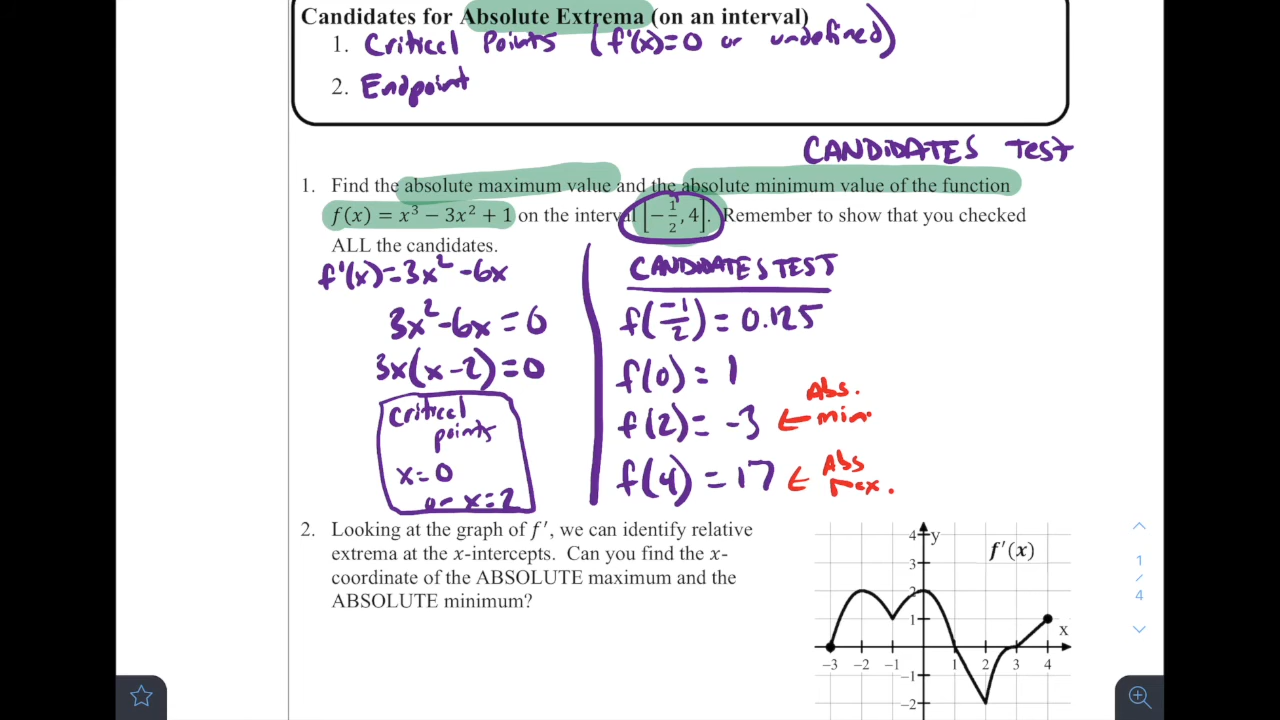 Candidates for Absolute Extrema (on an interval)
1. Critical Points (f'(x)=0 or undefined)
2. Endpoint
CANDIDATES Test
1. Find the absolute maximum value and the absolute minimum value of the function
f(x) = x³ − 3x² + 1 on the interval [−1/2, 4]. Remember to show that you checked
ALL the candidates.
f'(x)=3x²-6x
3x²-6x=0
3x(x-2)=0
critical
points
x=0
or x=2
CANDIDATES TEST
f(-1/2)=0.125
f(0)=1
f(2)=-3
Abs.
min
f(4)=17
Abs
max.
2. Looking at the graph of f′, we can identify relative
extrema at the x-intercepts. Can you find the x-
coordinate of the ABSOLUTE maximum and the
ABSOLUTE minimum?
f′(x)
y
x
4
3
2
1
−1
−2
−3 −2 −1 1 2 3 4
1
/
4